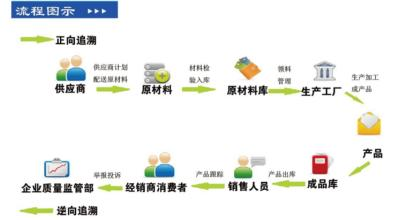 流程图示 >>>
正向追溯
供应商计划
配送原材料
材料检
验入库
领料
管理
生产加工
成产品
供应商
原材料
原材料库
生产工厂
产品
举报投诉
产品跟踪
产品出库
企业质量监管部
经销商消费者
销售人员
成品库
逆向追溯